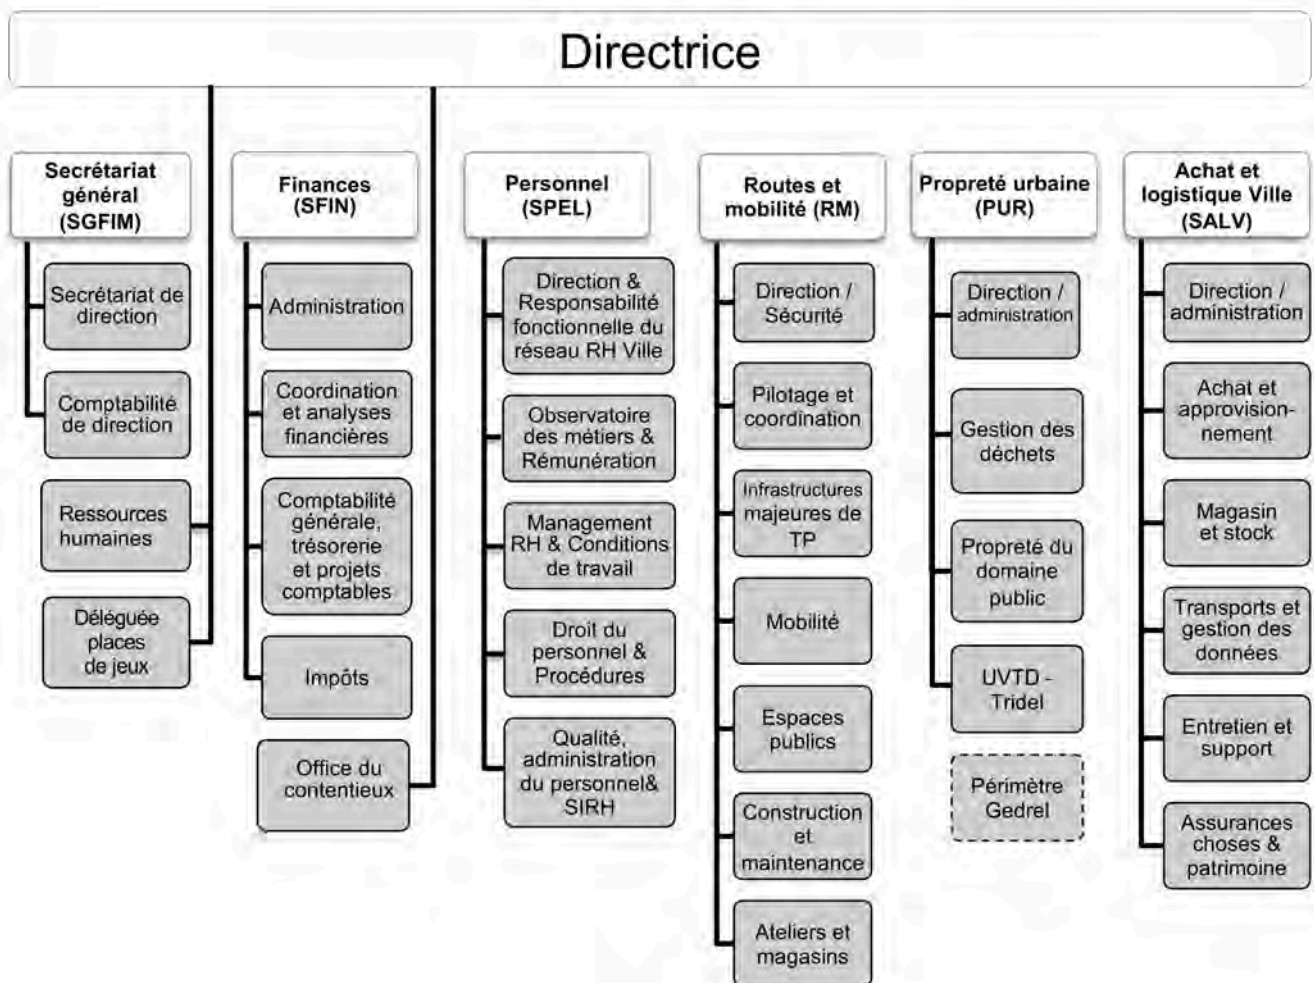 Directrice
Secrétariat
général
(SGFIM)
Secrétariat de
direction
Comptabilité
de direction
Ressources
humaines
Déléguée
places
de jeux
Finances
(SFIN)
Administration
Coordination
et analyses
financières
Comptabilité
générale,
trésorerie
et projets
comptables
Impôts
Office du
contentieux
Personnel
(SPEL)
Direction &
Responsabilité
fonctionnelle du
réseau RH Ville
Observatoire
des métiers &
Rémunération
Management
RH & Conditions
de travail
Droit du
personnel &
Procédures
Qualité,
administration
du personnel&
SIRH
Routes et
mobilité (RM)
Direction /
Sécurité
Pilotage et
coordination
Infrastructures
majeures de
TP
Mobilité
Espaces
publics
Construction
et
maintenance
Ateliers et
magasins
Propreté urbaine
(PUR)
Direction /
administration
Gestion des
déchets
Propreté du
domaine
public
UVTD -
Tridel
Périmètre
Gedrel
Achat et
logistique Ville
(SALV)
Direction /
administration
Achat et
approvision-
nement
Magasin
et stock
Transports et
gestion des
données
Entretien et
support
Assurances
choses &
patrimoine